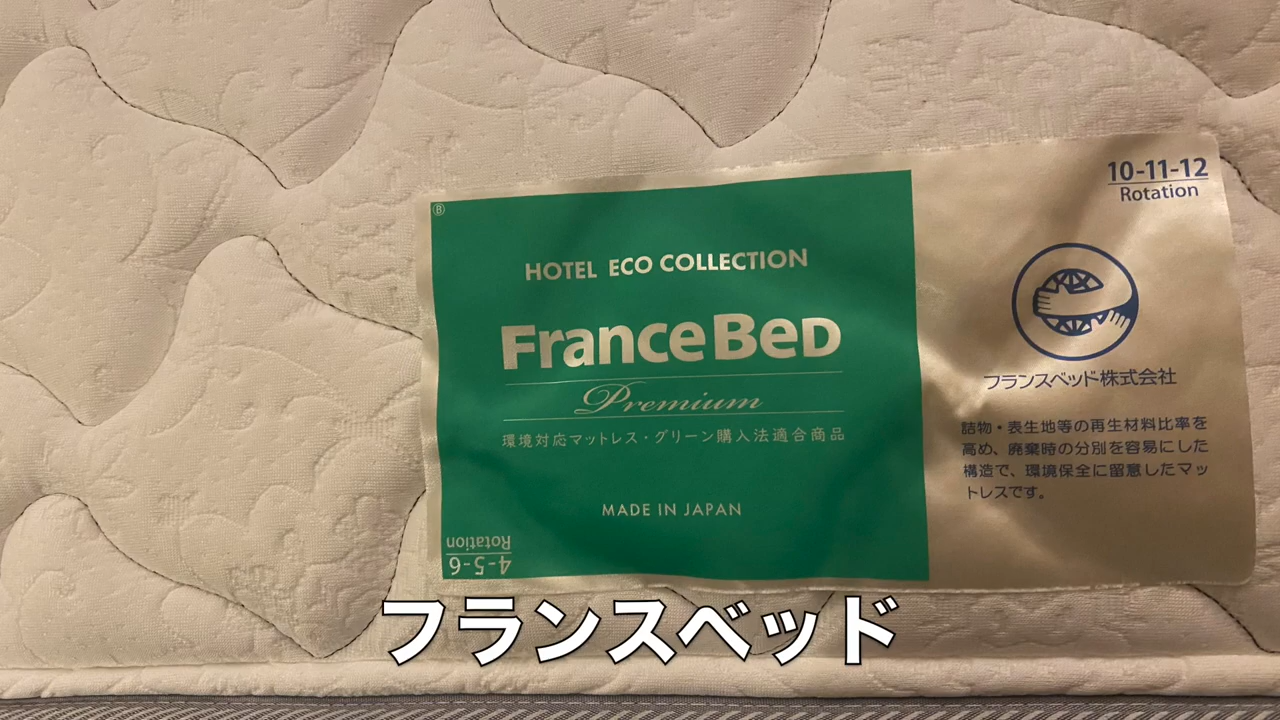 Ⓑ
HOTEL ECO COLLECTION
FranceBeD
Premium
環境対応マットレス・グリーン購入法適合商品
MADE IN JAPAN
4-5-6
Rotation
10-11-12
Rotation
フランスベッド株式会社
詰物・表生地等の再生材料比率を
高め、廃棄時の分別を容易にした
構造で、環境保全に留意したマッ
トレスです。
フランスベッド